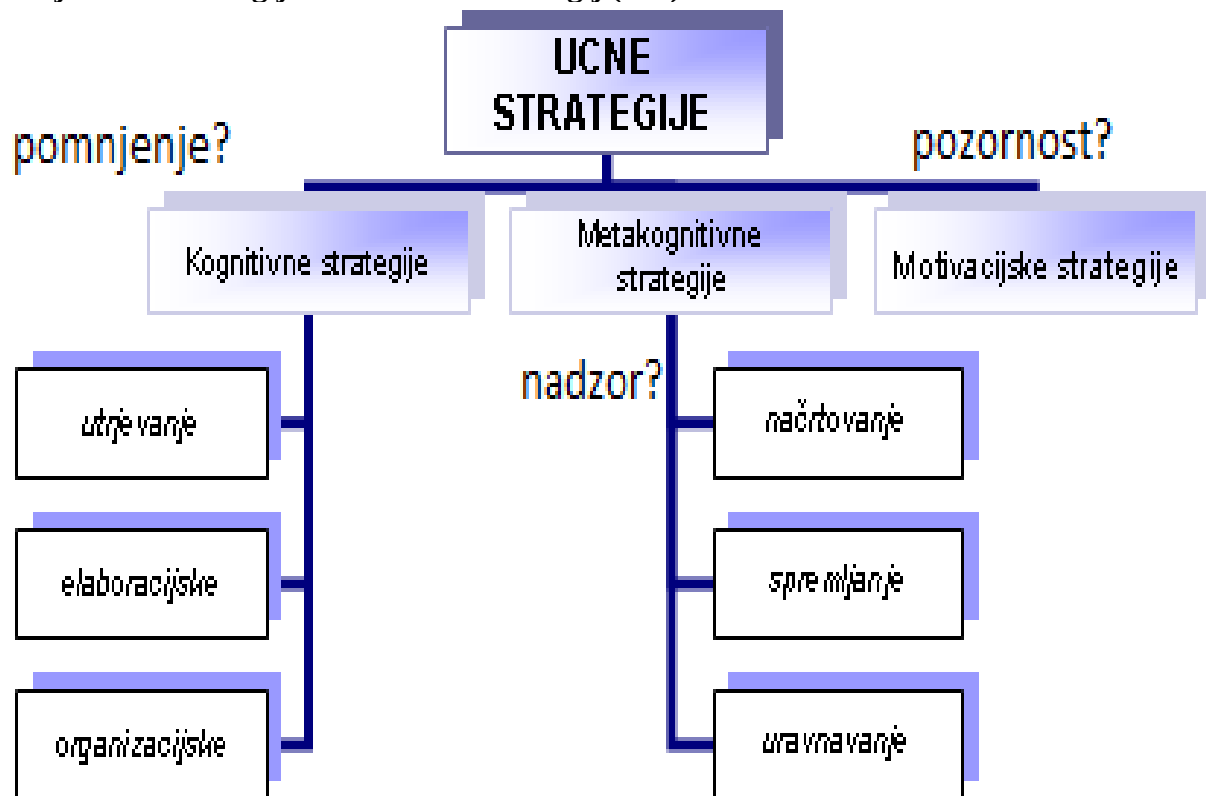 UCNE
STRATEGIJE
pomnjenje?
pozornost?
Kognitivne strategije
Metakognitivne
strategije
Motivacijske strategije
nadzor?
utrjevanje
načrtovanje
elaboracijske
spremljanje
organizacijske
uravnavanje